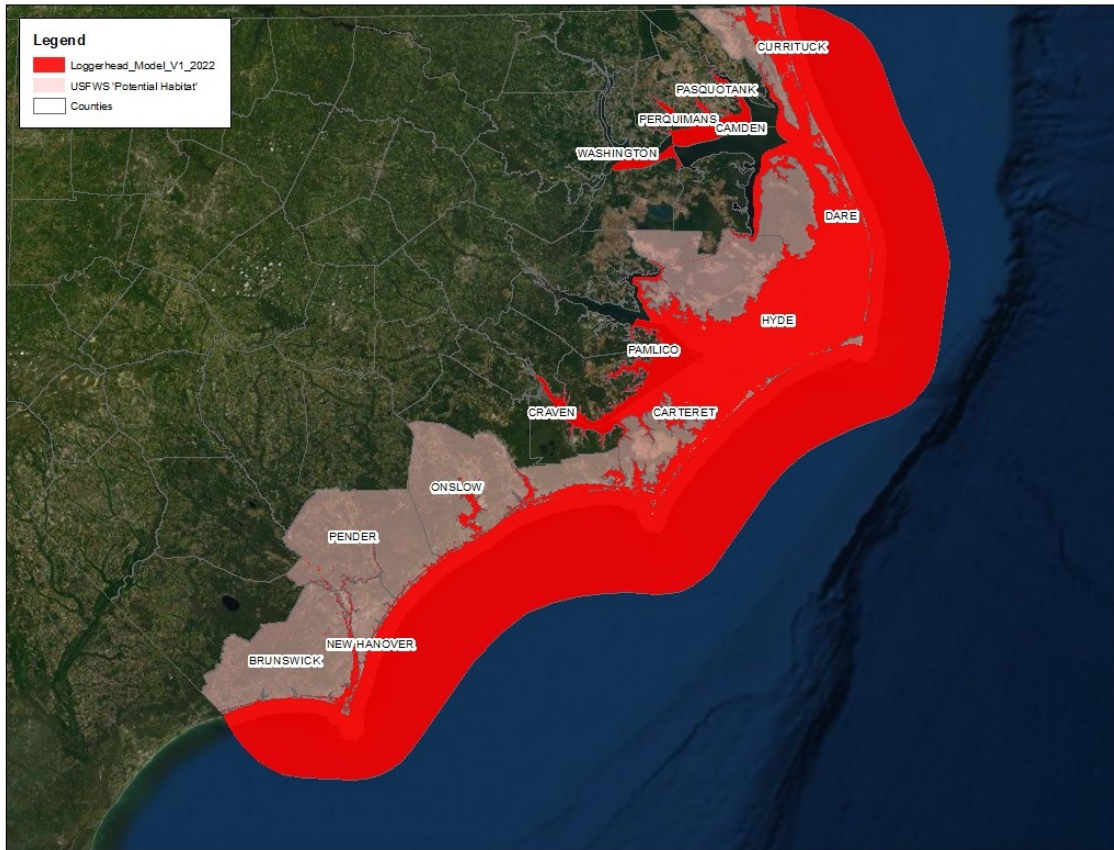 Legend
Loggerhead_Model_V1_2022
USFWS 'Potential Habitat'
Counties
CURRITUCK
PASQUOTANK
PERQUIMANS
CAMDEN
WASHINGTON
DARE
HYDE
PAMLICO
CRAVEN
CARTERET
ONSLOW
PENDER
NEW HANOVER
BRUNSWICK